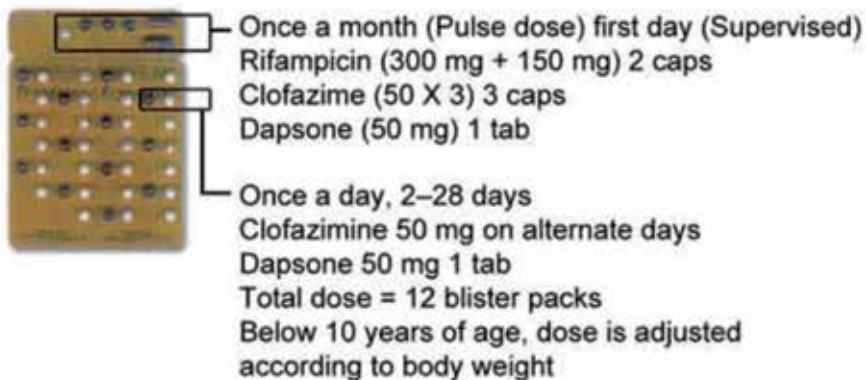 Once a month (Pulse dose) first day (Supervised)
Rifampicin (300 mg + 150 mg) 2 caps
Clofazime (50 X 3) 3 caps
Dapsone (50 mg) 1 tab
Once a day, 2–28 days
Clofazimine 50 mg on alternate days
Dapsone 50 mg 1 tab
Total dose = 12 blister packs
Below 10 years of age, dose is adjusted
according to body weight